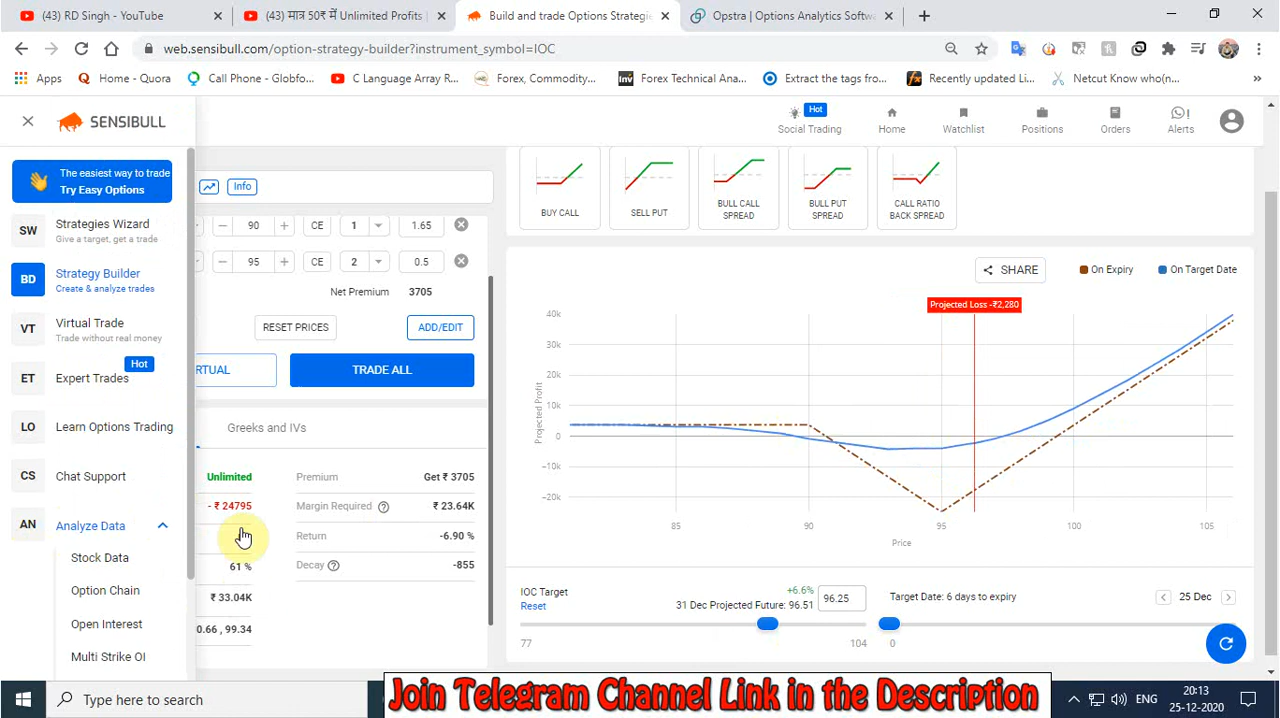 (43) RD Singh - YouTube
(43) मात्र 50₹ में Unlimited Profits |
Build and trade Options Strategie
Opstra | Options Analytics Softwa
web.sensibull.com/option-strategy-builder?instrument_symbol=IOC
Apps
Home - Quora
Call Phone - Globfo...
C Language Array R...
Forex, Commodity...
Forex Technical Ana...
Extract the tags fro...
Recently updated Li...
Netcut Know who(n...
SENSIBULL
Hot
Social Trading
Home
Watchlist
Positions
Orders
Alerts
The easiest way to trade
Try Easy Options
Info
BUY CALL
SELL PUT
BULL CALL
SPREAD
BULL PUT
SPREAD
CALL RATIO
BACK SPREAD
SW
Strategies Wizard
Give a target, get a trade
BD
Strategy Builder
Create & analyze trades
VT
Virtual Trade
Trade without real money
Hot
ET
Expert Trades
LO
Learn Options Trading
CS
Chat Support
AN
Analyze Data
Stock Data
Option Chain
Open Interest
Multi Strike OI
90 CE 1 1.65
95 CE 2 0.5
Net Premium 3705
RESET PRICES
ADD/EDIT
RTUAL
TRADE ALL
Greeks and IVs
Unlimited
- ₹ 24795
61 %
₹ 33.04K
0.66 , 99.34
Premium Get ₹ 3705
Margin Required ₹ 23.64K
Return -6.90 %
Decay -855
SHARE
On Expiry
On Target Date
Projected Loss -₹2,280
Projected Profit
40k
30k
20k
10k
0
−10k
−20k
85 90 95 100 105
Price
IOC Target
Reset
+6.6%
31 Dec Projected Future: 96.51
96.25
77 104
Target Date: 6 days to expiry
25 Dec
0
Type here to search
Join Telegram Channel Link in the Description
ENG
20:13
25-12-2020